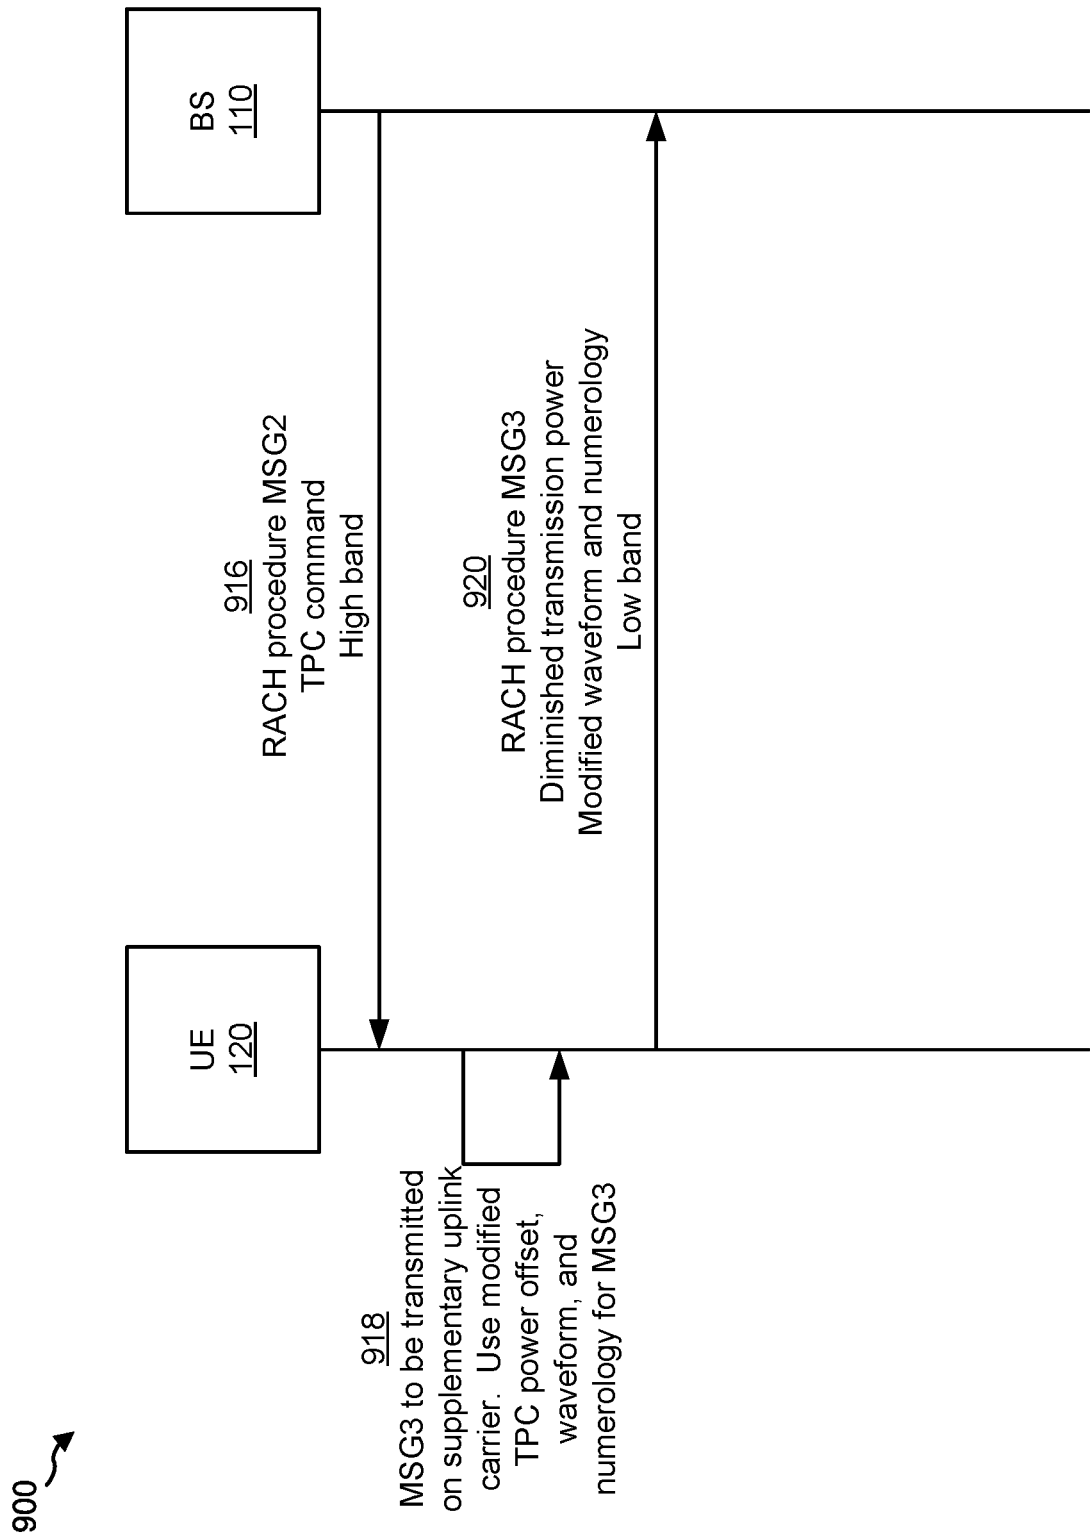 900
UE
120
BS
110
916
RACH procedure MSG2
TPC command
High band
918
MSG3 to be transmitted
on supplementary uplink
carrier. Use modified
TPC power offset,
waveform, and
numerology for MSG3
920
RACH procedure MSG3
Diminished transmission power
Modified waveform and numerology
Low band